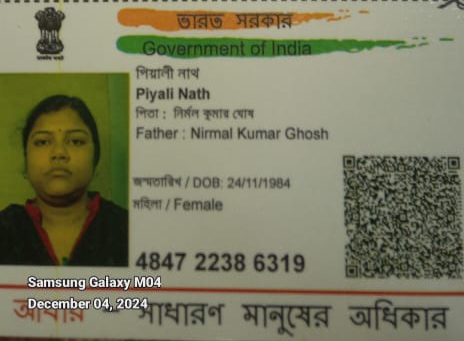 ভারত সরকার
Government of India
পিয়ালী নাথ
Piyali Nath
পিতা : নির্মল কুমার ঘোষ
Father : Nirmal Kumar Ghosh
জন্মতারিখ / DOB: 24/11/1984
মহিলা / Female
4847 2238 6319
Samsung Galaxy M04
December 04, 2024
আধার – সাধারণ মানুষের অধিকার